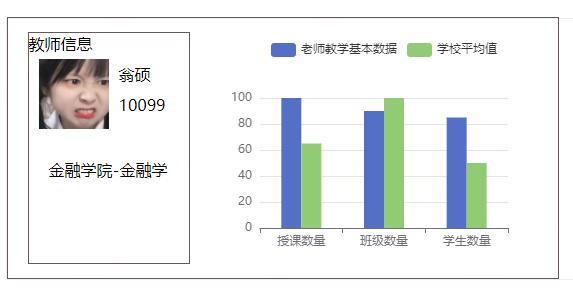 教师信息
翁硕
10099
金融学院-金融学
老师教学基本数据
学校平均值
100
80
60
40
20
0
授课数量
班级数量
学生数量